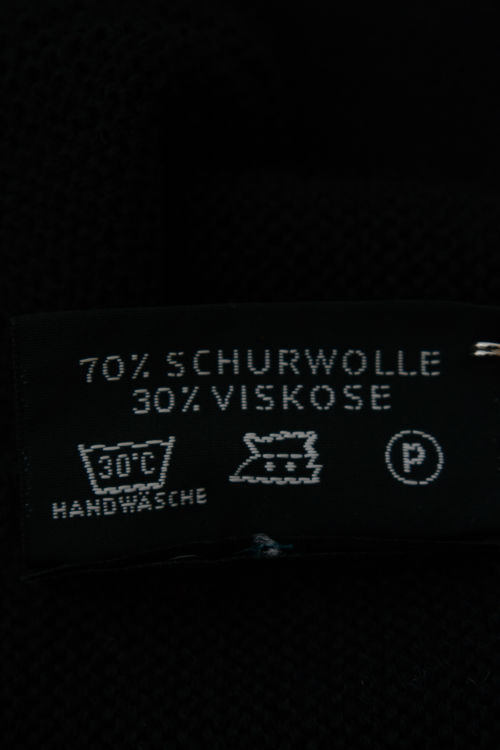 70% SCHURWOLLE
30% VISKOSE
30°C
P
HANDWÄSCHE